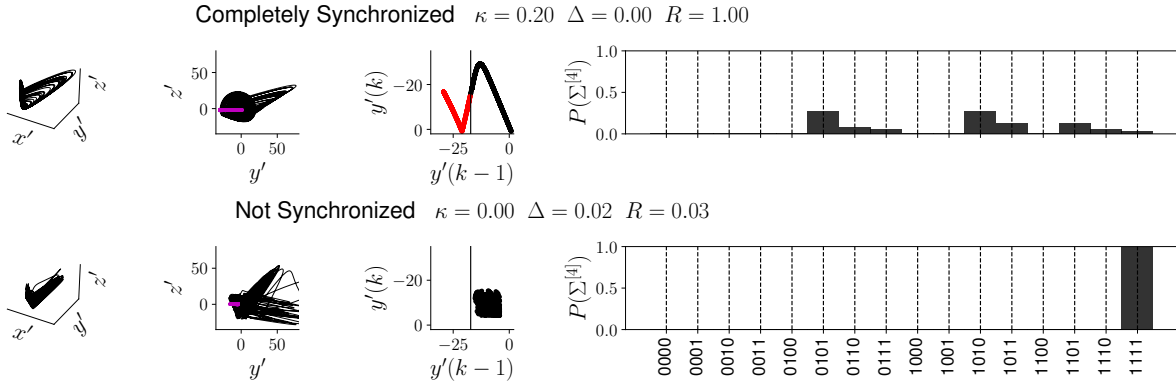 Completely Synchronized κ = 0.20 Δ = 0.00 R = 1.00
x′
y′
z′
z′
50
0
0
50
y′
y′(k)
−20
0
−25
0
y′(k − 1)
P(Σ^[4])
1.0
0.5
0.0
Not Synchronized κ = 0.00 Δ = 0.02 R = 0.03
x′
y′
z′
z′
50
0
0
50
y′
y′(k)
−20
0
−25
0
y′(k − 1)
P(Σ^[4])
1.0
0.5
0.0
0000
0001
0010
0011
0100
0101
0110
0111
1000
1001
1010
1011
1100
1101
1110
1111